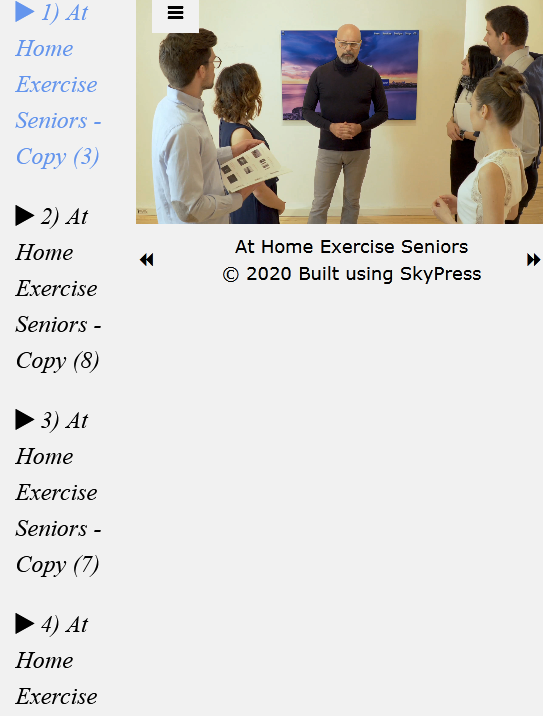 1) At
Home
Exercise
Seniors -
Copy (3)
2) At
Home
Exercise
Seniors -
Copy (8)
3) At
Home
Exercise
Seniors -
Copy (7)
4) At
Home
Exercise
At Home Exercise Seniors
© 2020 Built using SkyPress